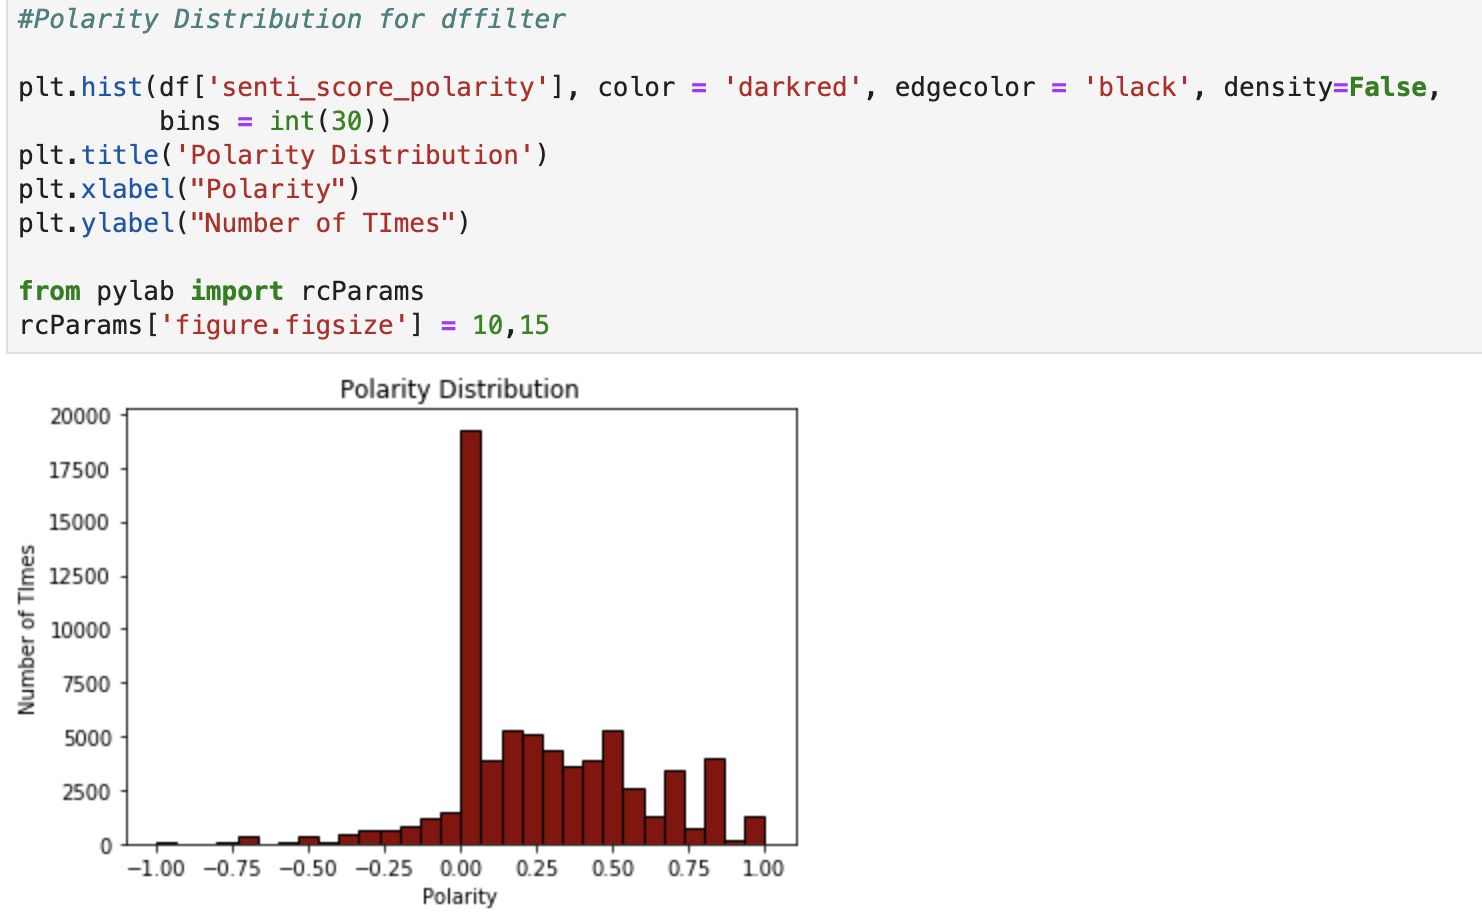 #Polarity Distribution for dffilter
plt.hist(df['senti_score_polarity'], color = 'darkred', edgecolor = 'black', density=False,
bins = int(30))
plt.title('Polarity Distribution')
plt.xlabel("Polarity")
plt.ylabel("Number of TImes")
from pylab import rcParams
rcParams['figure.figsize'] = 10,15
Polarity Distribution
20000
17500
15000
12500
10000
7500
5000
2500
0
Number of TImes
−1.00 −0.75 −0.50 −0.25 0.00 0.25 0.50 0.75 1.00
Polarity